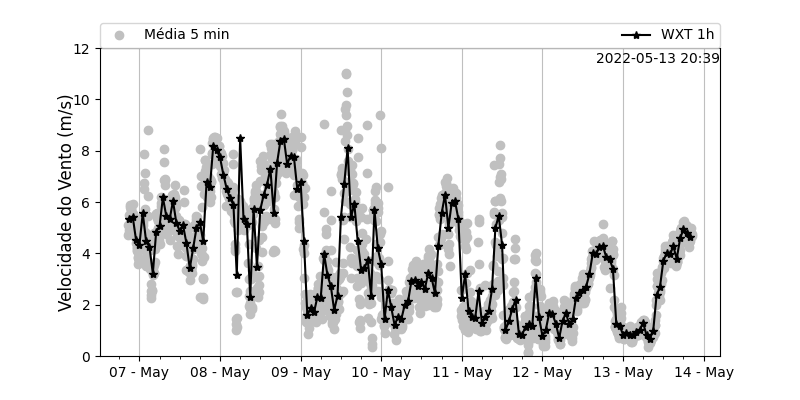 Média 5 min
WXT 1h
2022-05-13 20:39
Velocidade do Vento (m/s)
12
10
8
6
4
2
0
07 - May
08 - May
09 - May
10 - May
11 - May
12 - May
13 - May
14 - May